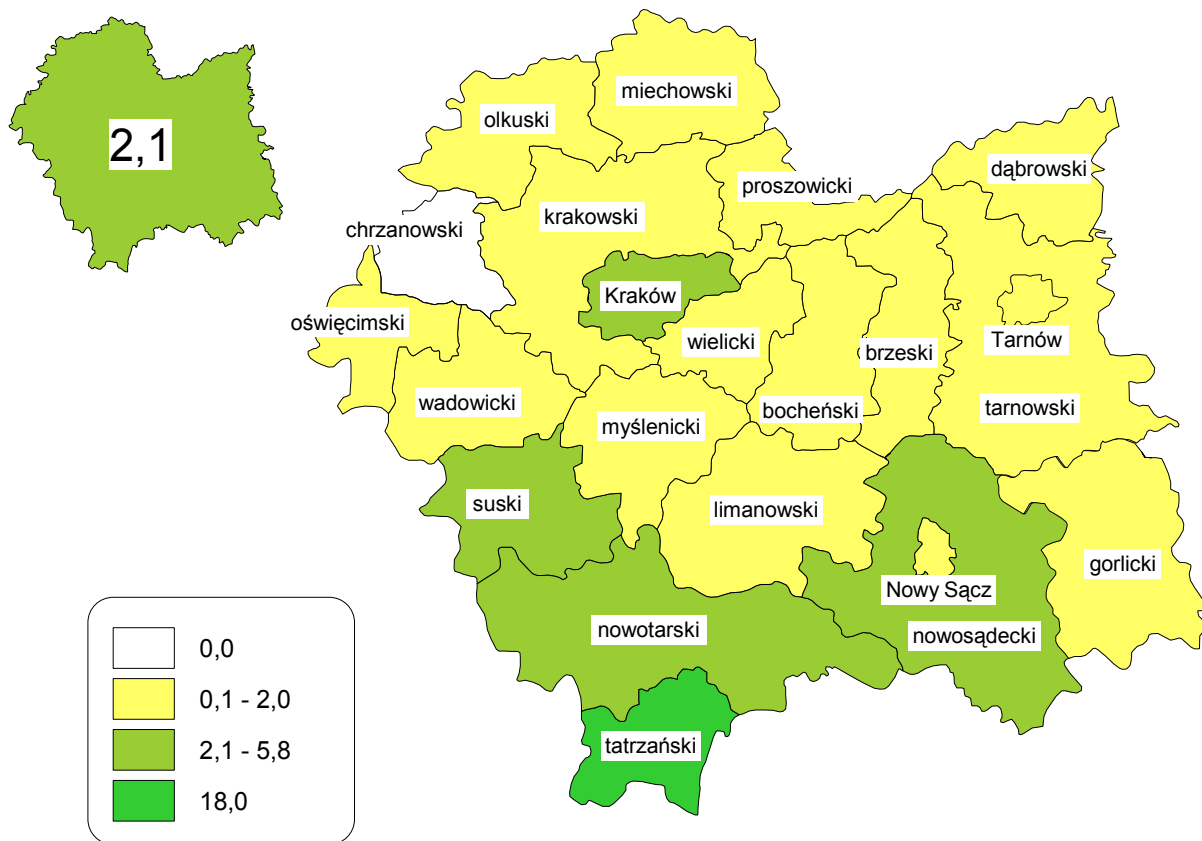 2,1
miechowski
olkuski
dąbrowski
proszowicki
krakowski
chrzanowski
Kraków
oświęcimski
wielicki
brzeski
Tarnów
wadowicki
bocheński
tarnowski
myślenicki
suski
limanowski
gorlicki
Nowy Sącz
nowotarski
nowosądecki
tatrzański
0,0
0,1 - 2,0
2,1 - 5,8
18,0